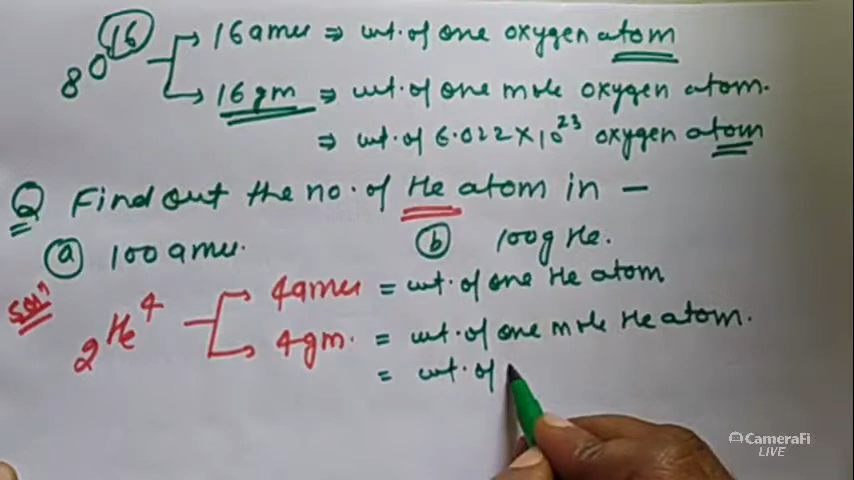 8O16 → 16 amu ⇒ wt. of one oxygen atom
→ 16 gm ⇒ wt. of one mole oxygen atom.
⇒ wt. of 6.022×10^23 oxygen atom
Q Find out the no. of He atom in –
(a) 100 amu. (b) 100g He.
Soln 2He4 → 4 amu = wt. of one He atom
→ 4 gm. = wt. of one mole He atom.
= wt. of
CameraFi
LIVE